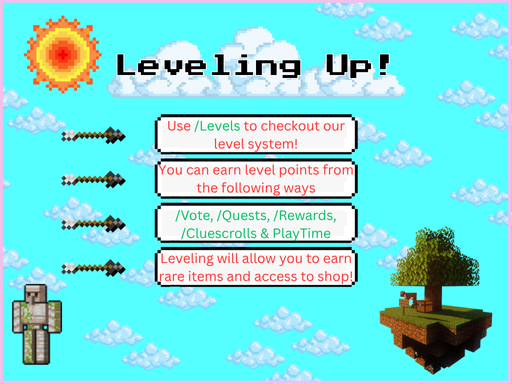 Leveling Up!
Use /Levels to checkout our
level system!
You can earn level points from
the following ways
/Vote, /Quests, /Rewards,
/Cluescrolls & PlayTime
Leveling will allow you to earn
rare items and access to shop!